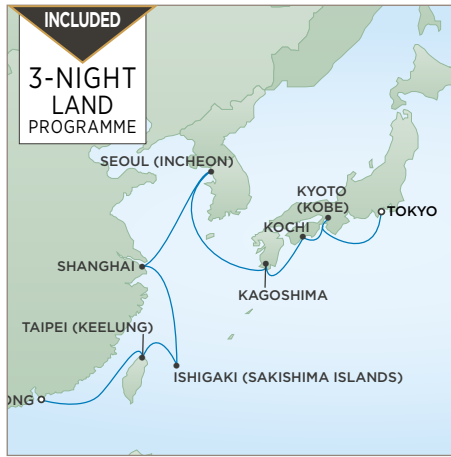 INCLUDED
3-NIGHT
LAND
PROGRAMME
SEOUL (INCHEON)
KYOTO
(KOBE)
TOKYO
KOCHI
SHANGHAI
KAGOSHIMA
TAIPEI (KEELUNG)
ISHIGAKI (SAKISHIMA ISLANDS)
ONG